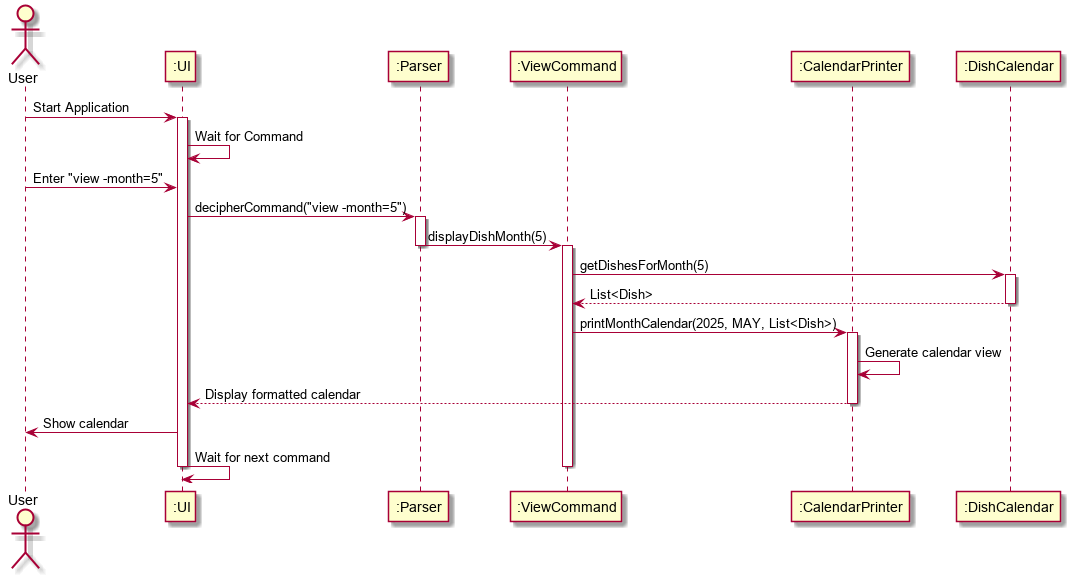 User
:UI
:Parser
:ViewCommand
:CalendarPrinter
:DishCalendar
Start Application
Wait for Command
Enter "view -month=5"
decipherCommand("view -month=5")
displayDishMonth(5)
getDishesForMonth(5)
List<Dish>
printMonthCalendar(2025, MAY, List<Dish>)
Generate calendar view
Display formatted calendar
Show calendar
Wait for next command
User
:UI
:Parser
:ViewCommand
:CalendarPrinter
:DishCalendar